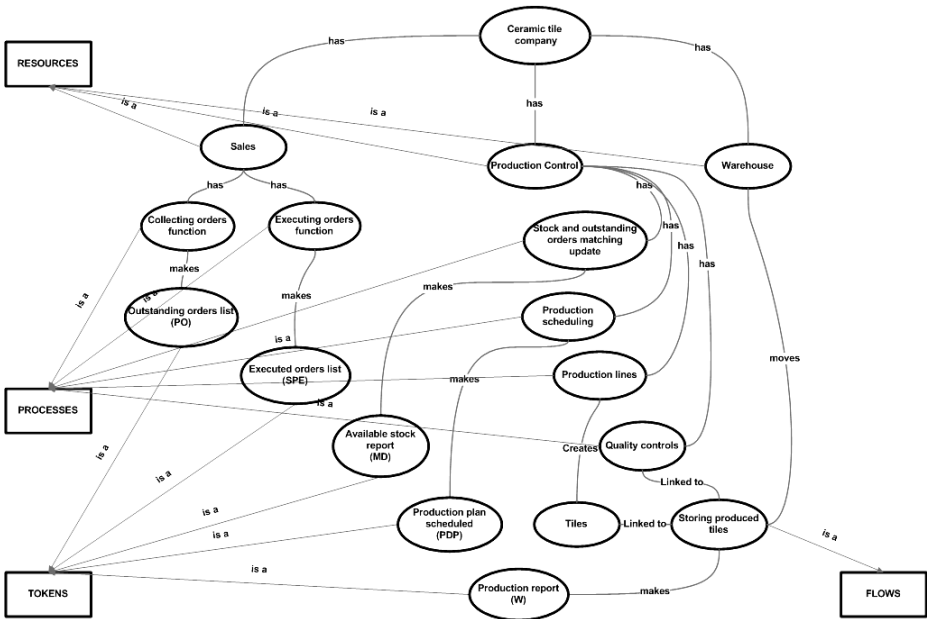 Ceramic tile
company
has
has
RESOURCES
is a
is a
is a
has
Sales
Production Control
Warehouse
has
has
has
Collecting orders
function
Executing orders
function
Stock and outstanding
orders matching
update
has
has
has
makes
is a
is a
makes
makes
Outstanding orders list
(PO)
Production
scheduling
is a
moves
Executed orders list
(SPE)
makes
Production lines
PROCESSES
is a
Available stock
report
(MD)
Creates
Quality controls
is a
is a
Linked to
is a
Production plan
scheduled
(PDP)
Tiles
Linked to
Storing produced
tiles
is a
is a
is a
TOKENS
Production report
(W)
makes
FLOWS